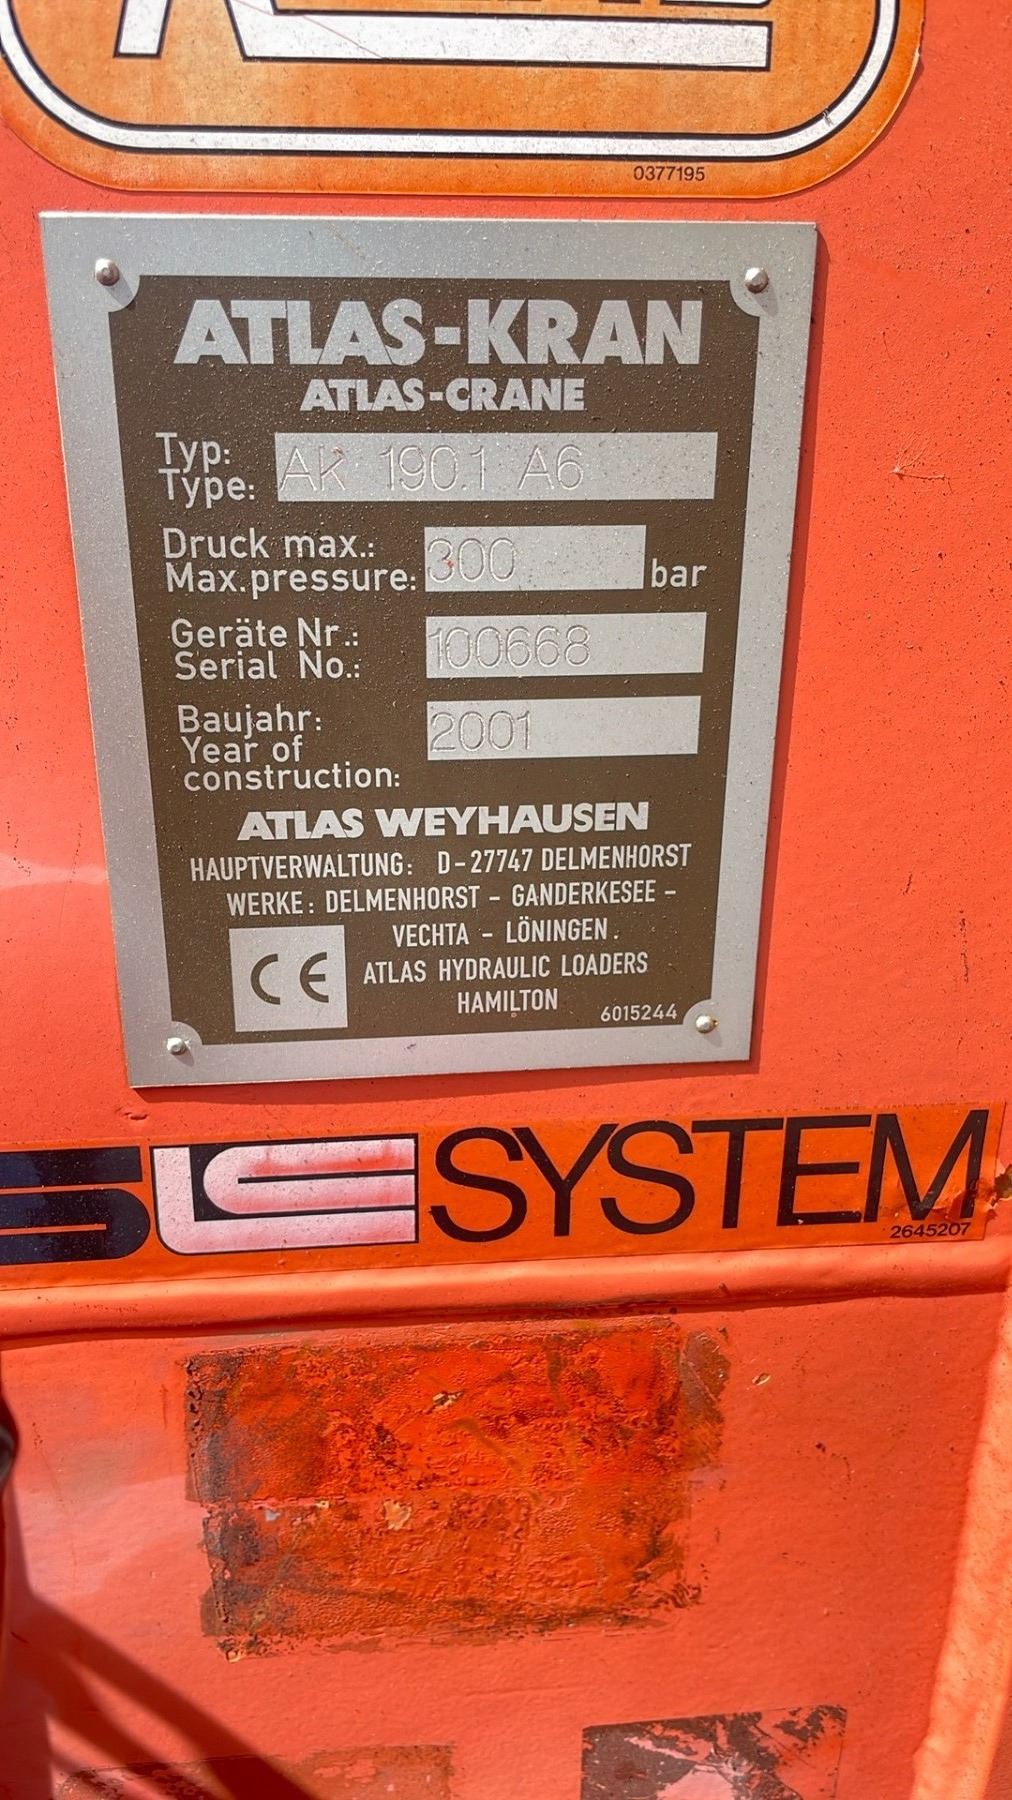 0377195
ATLAS-KRAN
ATLAS-CRANE
Typ:
Type: AK 190.1 A6
Druck max.:
Max.pressure: 300 bar
Geräte Nr.:
Serial No.: 100668
Baujahr: 2001
Year of
construction:
ATLAS WEYHAUSEN
HAUPTVERWALTUNG: D-27747 DELMENHORST
WERKE: DELMENHORST - GANDERKESEE -
VECHTA - LÖNINGEN.
CE ATLAS HYDRAULIC LOADERS
HAMILTON 6015244
SYSTEM
2645207